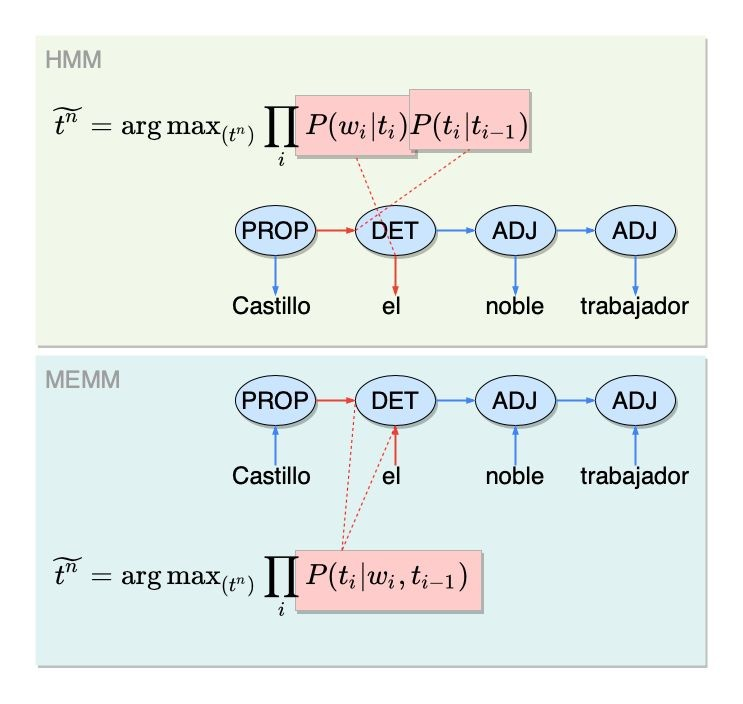 HMM
t̃ⁿ = arg max₍ₜⁿ₎ ∏ᵢ P(wᵢ|tᵢ)P(tᵢ|tᵢ₋₁)
PROP DET ADJ ADJ
Castillo el noble trabajador
MEMM
PROP DET ADJ ADJ
Castillo el noble trabajador
t̃ⁿ = arg max₍ₜⁿ₎ ∏ᵢ P(tᵢ|wᵢ, tᵢ₋₁)